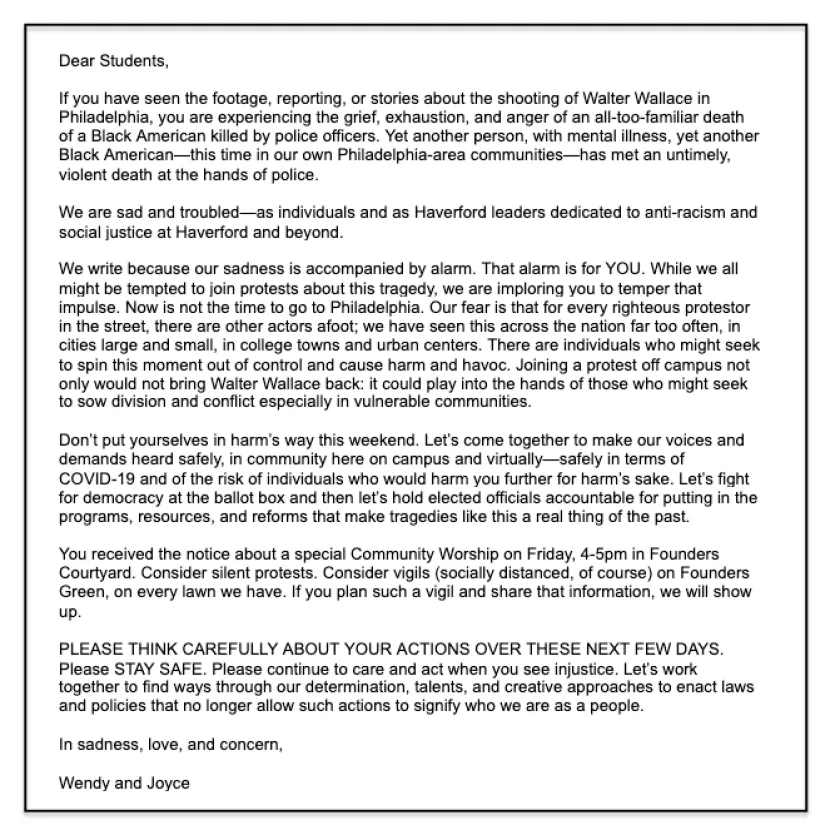 Dear Students,
If you have seen the footage, reporting, or stories about the shooting of Walter Wallace in
Philadelphia, you are experiencing the grief, exhaustion, and anger of an all-too-familiar death
of a Black American killed by police officers. Yet another person, with mental illness, yet another
Black American—this time in our own Philadelphia-area communities—has met an untimely,
violent death at the hands of police.
We are sad and troubled—as individuals and as Haverford leaders dedicated to anti-racism and
social justice at Haverford and beyond.
We write because our sadness is accompanied by alarm. That alarm is for YOU. While we all
might be tempted to join protests about this tragedy, we are imploring you to temper that
impulse. Now is not the time to go to Philadelphia. Our fear is that for every righteous protestor
in the street, there are other actors afoot; we have seen this across the nation far too often, in
cities large and small, in college towns and urban centers. There are individuals who might seek
to spin this moment out of control and cause harm and havoc. Joining a protest off campus not
only would not bring Walter Wallace back: it could play into the hands of those who might seek
to sow division and conflict especially in vulnerable communities.
Don't put yourselves in harm's way this weekend. Let's come together to make our voices and
demands heard safely, in community here on campus and virtually—safely in terms of
COVID-19 and of the risk of individuals who would harm you further for harm's sake. Let's fight
for democracy at the ballot box and then let's hold elected officials accountable for putting in the
programs, resources, and reforms that make tragedies like this a real thing of the past.
You received the notice about a special Community Worship on Friday, 4-5pm in Founders
Courtyard. Consider silent protests. Consider vigils (socially distanced, of course) on Founders
Green, on every lawn we have. If you plan such a vigil and share that information, we will show
up.
PLEASE THINK CAREFULLY ABOUT YOUR ACTIONS OVER THESE NEXT FEW DAYS.
Please STAY SAFE. Please continue to care and act when you see injustice. Let's work
together to find ways through our determination, talents, and creative approaches to enact laws
and policies that no longer allow such actions to signify who we are as a people.
In sadness, love, and concern,
Wendy and Joyce